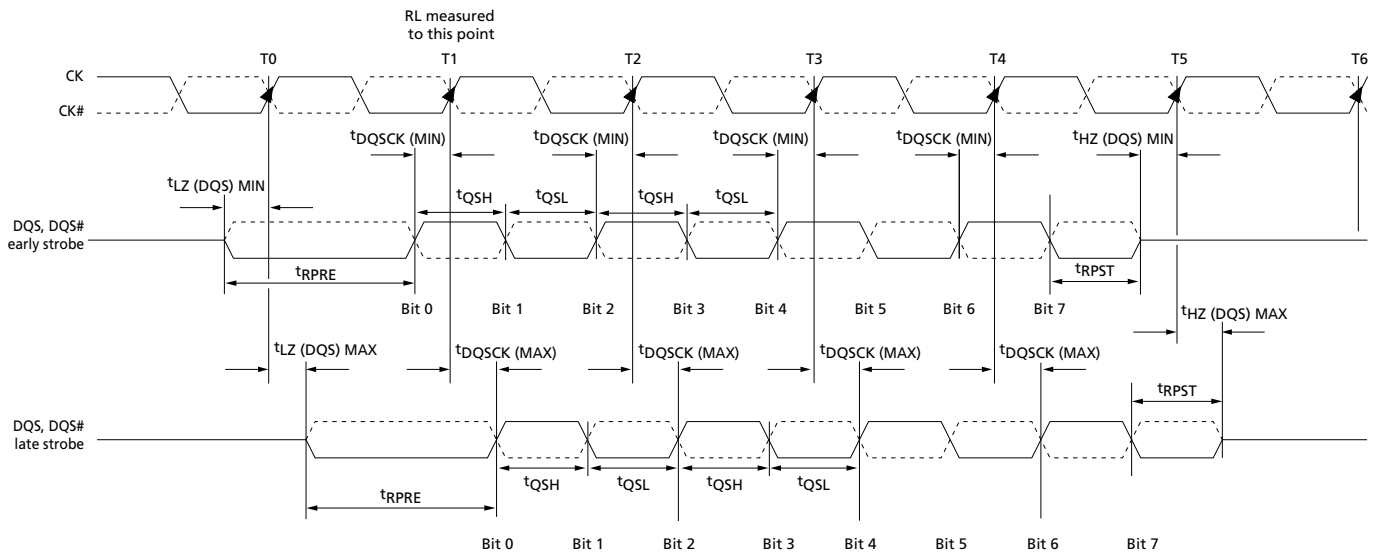 RL measured
to this point
T0 T1 T2 T3 T4 T5 T6
CK
CK#
tDQSCK (MIN) tDQSCK (MIN) tDQSCK (MIN) tDQSCK (MIN) tHZ (DQS) MIN
tLZ (DQS) MIN
tQSH tQSL tQSH tQSL
DQS, DQS#
early strobe
tRPRE tRPST
Bit 0 Bit 1 Bit 2 Bit 3 Bit 4 Bit 5 Bit 6 Bit 7
tHZ (DQS) MAX
tLZ (DQS) MAX tDQSCK (MAX) tDQSCK (MAX) tDQSCK (MAX) tDQSCK (MAX)
tRPST
DQS, DQS#
late strobe
tQSH tQSL tQSH tQSL
tRPRE
Bit 0 Bit 1 Bit 2 Bit 3 Bit 4 Bit 5 Bit 6 Bit 7